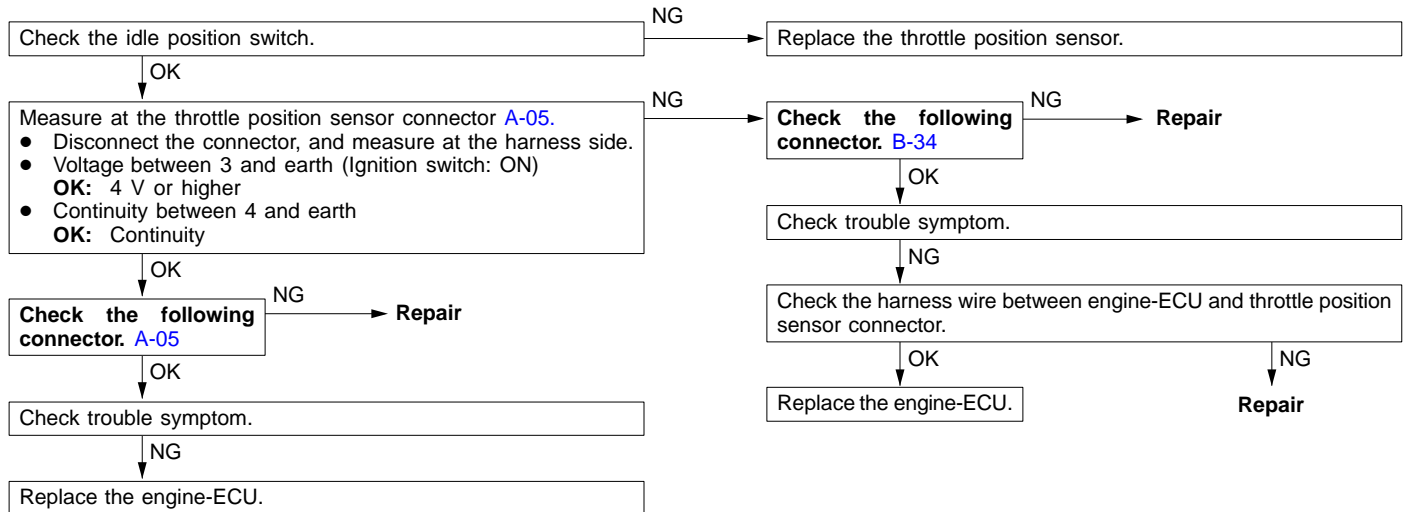 Check the idle position switch.
NG
Replace the throttle position sensor.
OK
Measure at the throttle position sensor connector A-05.
● Disconnect the connector, and measure at the harness side.
● Voltage between 3 and earth (Ignition switch: ON)
OK: 4 V or higher
● Continuity between 4 and earth
OK: Continuity
NG
Check the following
connector. B-34
NG
Repair
OK
Check trouble symptom.
NG
Check the harness wire between engine-ECU and throttle position
sensor connector.
OK
Replace the engine-ECU.
NG
Repair
OK
Check the following
connector. A-05
NG
Repair
OK
Check trouble symptom.
NG
Replace the engine-ECU.